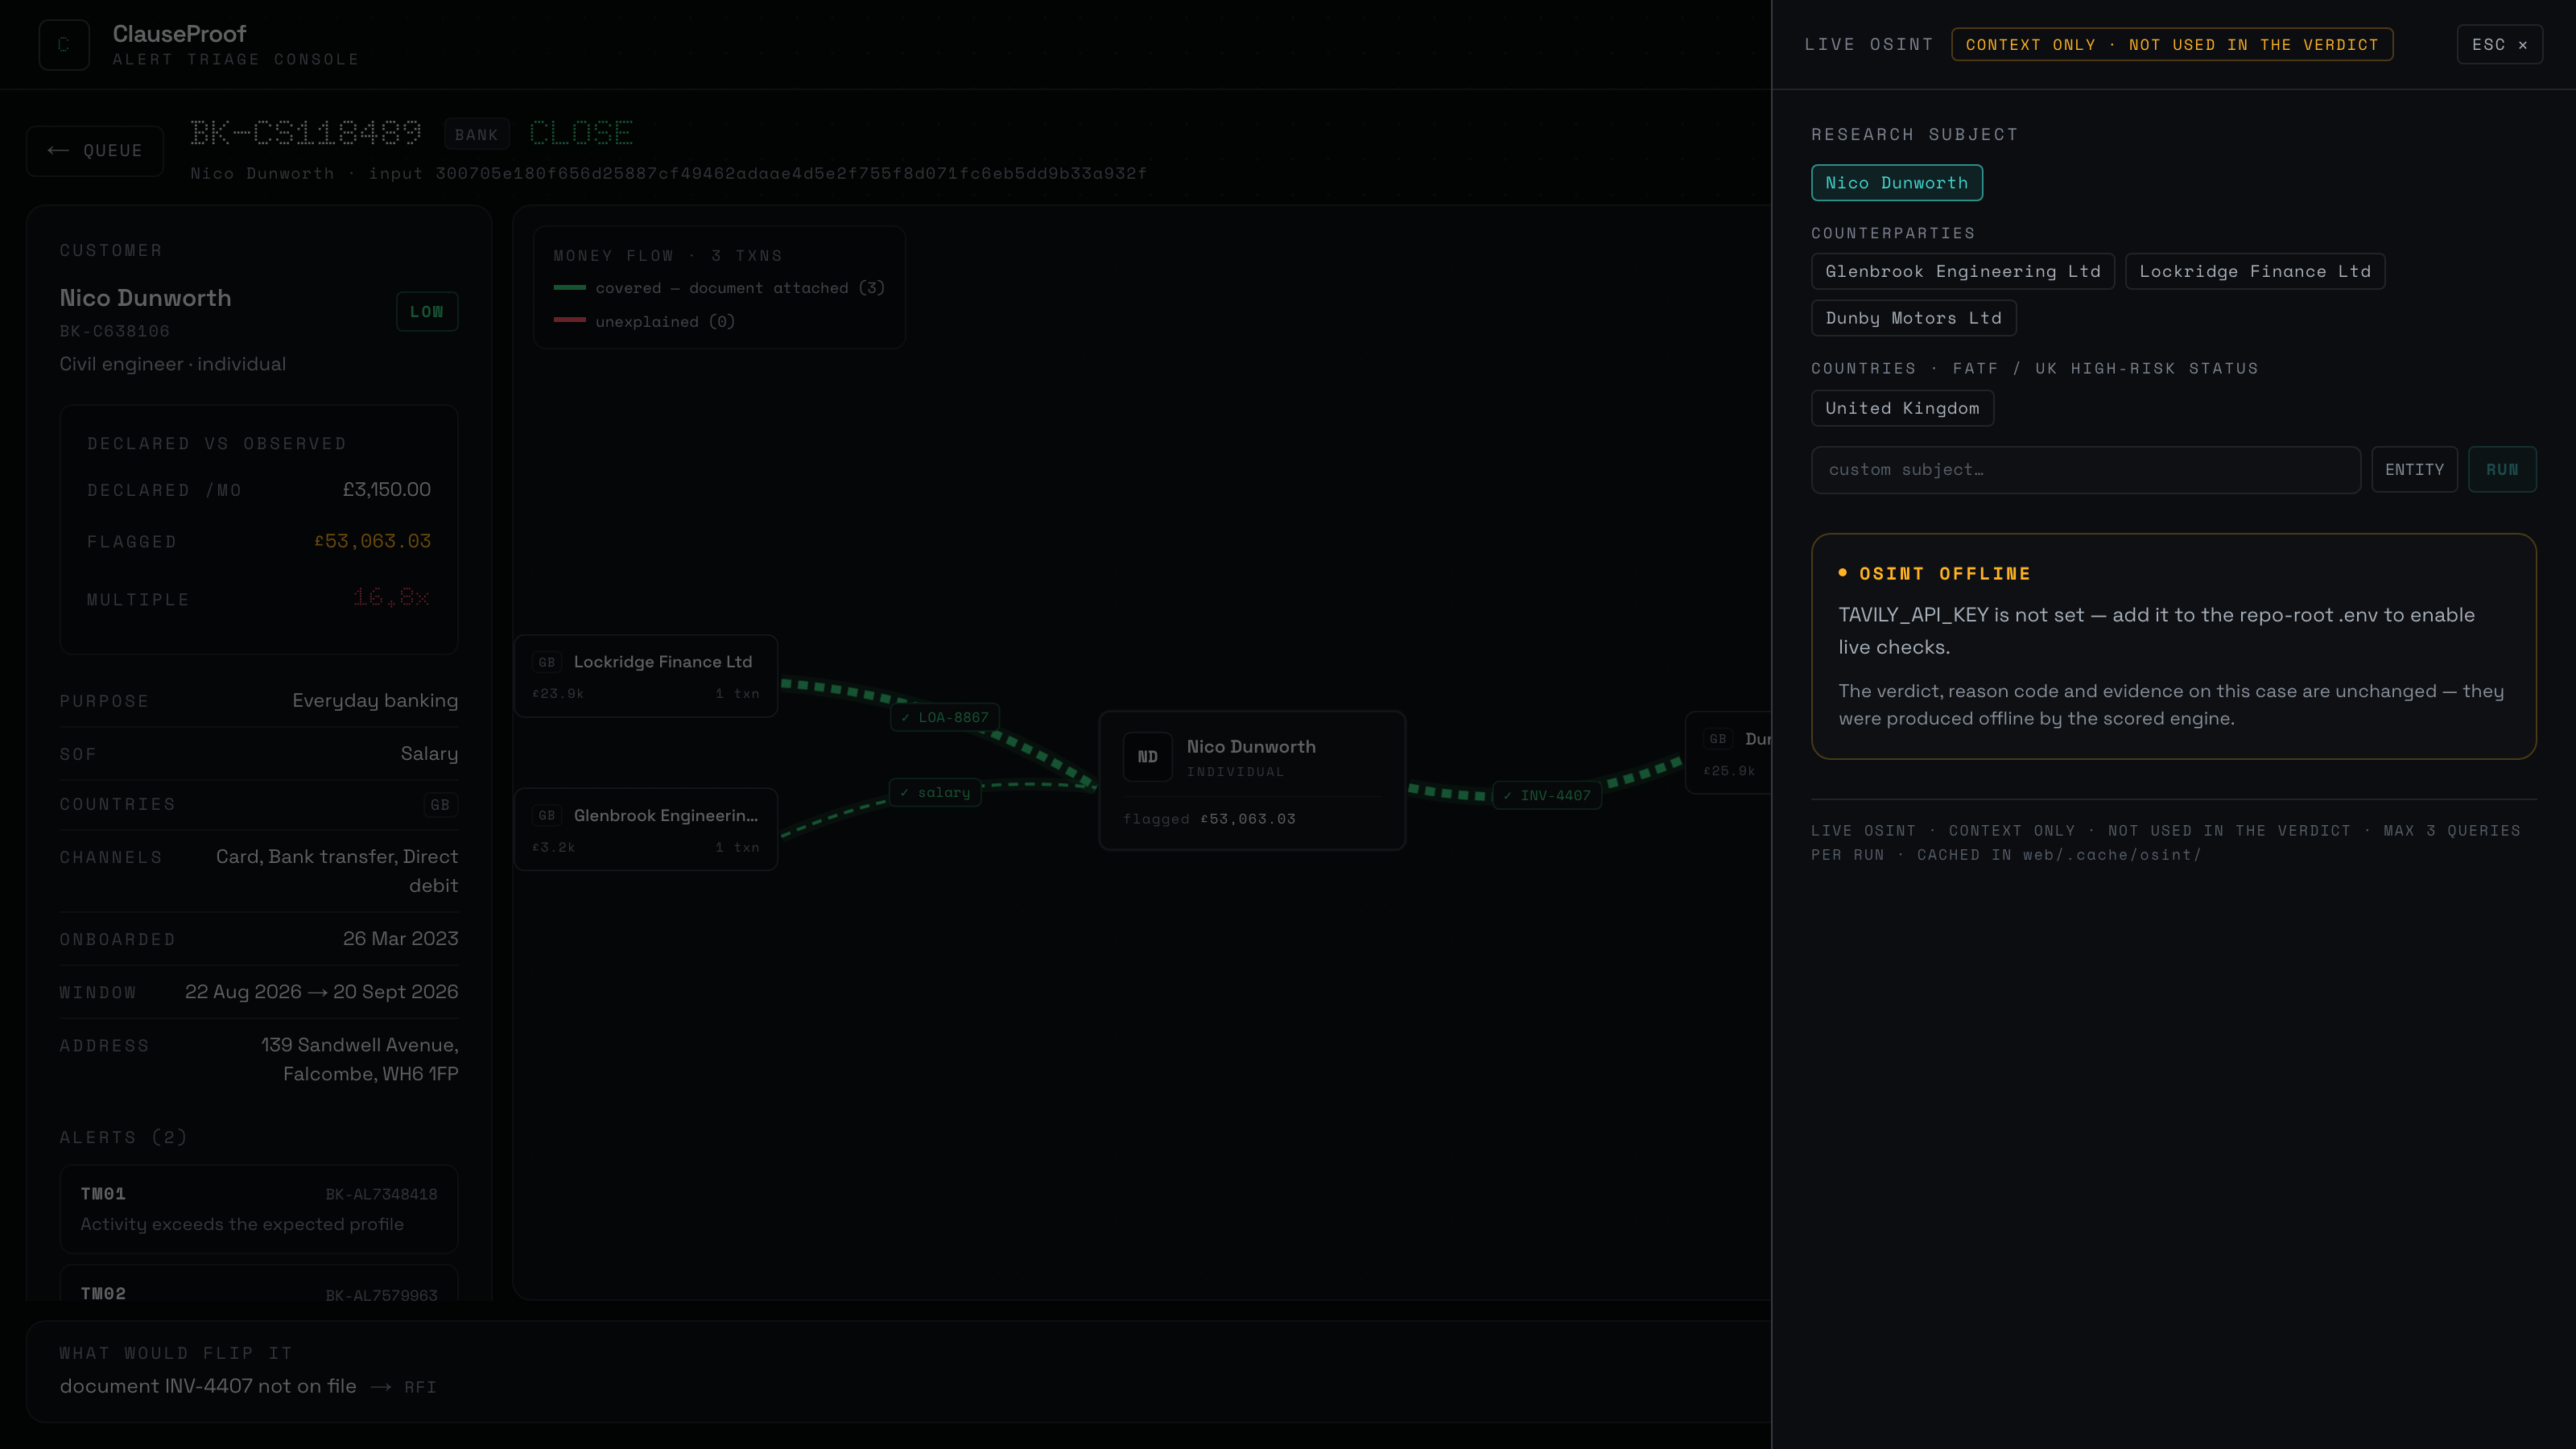 C
ClauseProof
ALERT TRIAGE CONSOLE
← QUEUE
BK-CS118489
BANK
CLOSE
Nico Dunworth · input 300705e180f656d25887cf49462adaae4d5e2f755f8d071fc6eb5dd9b33a932f
CUSTOMER
Nico Dunworth
LOW
BK-C638106
Civil engineer · individual
DECLARED VS OBSERVED
DECLARED /MO £3,150.00
FLAGGED £53,063.03
MULTIPLE 16.8x
PURPOSE Everyday banking
SOF Salary
COUNTRIES GB
CHANNELS Card, Bank transfer, Direct
debit
ONBOARDED 26 Mar 2023
WINDOW 22 Aug 2026 → 20 Sept 2026
ADDRESS 139 Sandwell Avenue,
Falcombe, WH6 1FP
ALERTS (2)
TM01 BK-AL7348418
Activity exceeds the expected profile
TM02 BK-AL7579963
MONEY FLOW · 3 TXNS
covered — document attached (3)
unexplained (0)
GB Lockridge Finance Ltd
£23.9k 1 txn
✓ LOA-8867
GB Glenbrook Engineerin…
£3.2k 1 txn
✓ salary
ND
Nico Dunworth
INDIVIDUAL
flagged £53,063.03
✓ INV-4407
GB Dun
£25.9k
WHAT WOULD FLIP IT
document INV-4407 not on file → RFI
LIVE OSINT
CONTEXT ONLY · NOT USED IN THE VERDICT
ESC ×
RESEARCH SUBJECT
Nico Dunworth
COUNTERPARTIES
Glenbrook Engineering Ltd
Lockridge Finance Ltd
Dunby Motors Ltd
COUNTRIES · FATF / UK HIGH-RISK STATUS
United Kingdom
custom subject…
ENTITY
RUN
OSINT OFFLINE
TAVILY_API_KEY is not set — add it to the repo-root .env to enable
live checks.
The verdict, reason code and evidence on this case are unchanged — they
were produced offline by the scored engine.
LIVE OSINT · CONTEXT ONLY · NOT USED IN THE VERDICT · MAX 3 QUERIES
PER RUN · CACHED IN web/.cache/osint/